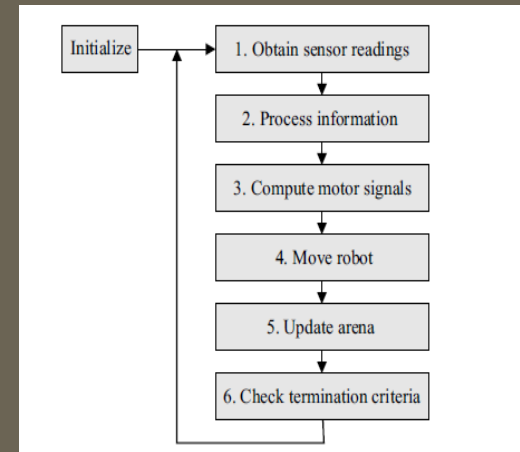 Initialize
1. Obtain sensor readings
2. Process information
3. Compute motor signals
4. Move robot
5. Update arena
6. Check termination criteria